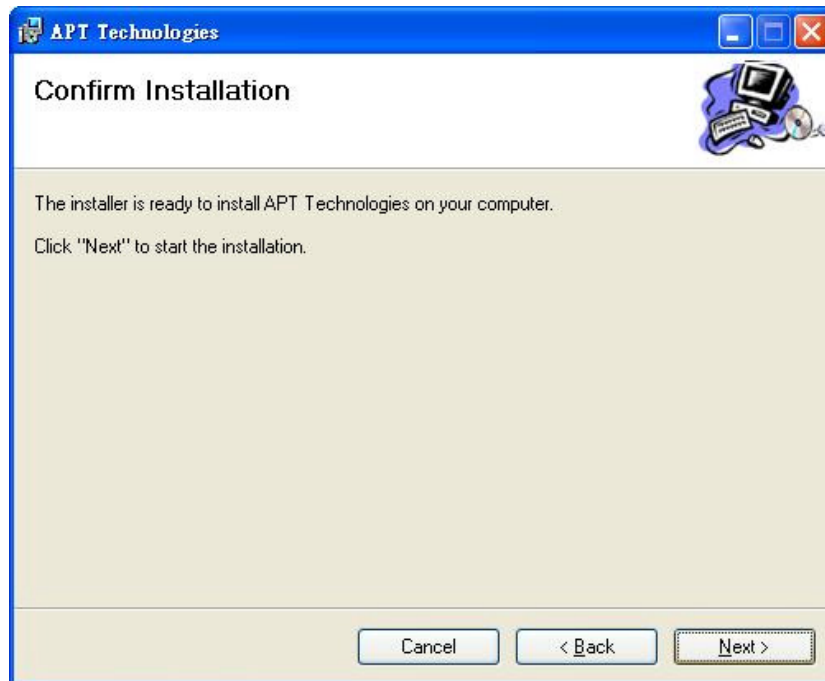 APT Technologies
Confirm Installation
The installer is ready to install APT Technologies on your computer.
Click "Next" to start the installation.
Cancel
< Back
Next >